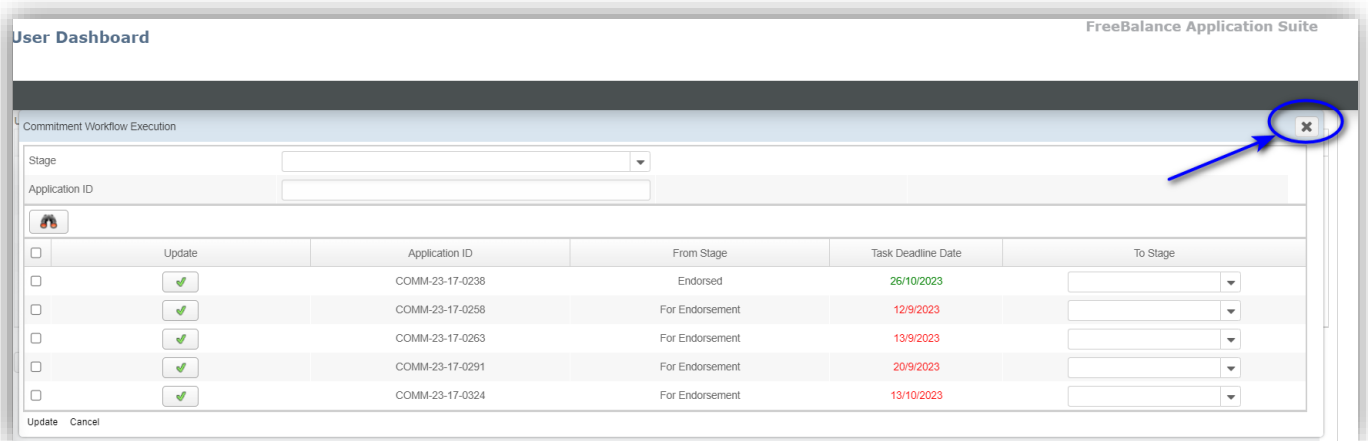 FreeBalance Application Suite
User Dashboard
Commitment Workflow Execution
Stage
Application ID
Update Application ID From Stage Task Deadline Date To Stage
COMM-23-17-0238 Endorsed 26/10/2023
COMM-23-17-0258 For Endorsement 12/9/2023
COMM-23-17-0263 For Endorsement 13/9/2023
COMM-23-17-0291 For Endorsement 20/9/2023
COMM-23-17-0324 For Endorsement 13/10/2023
Update Cancel